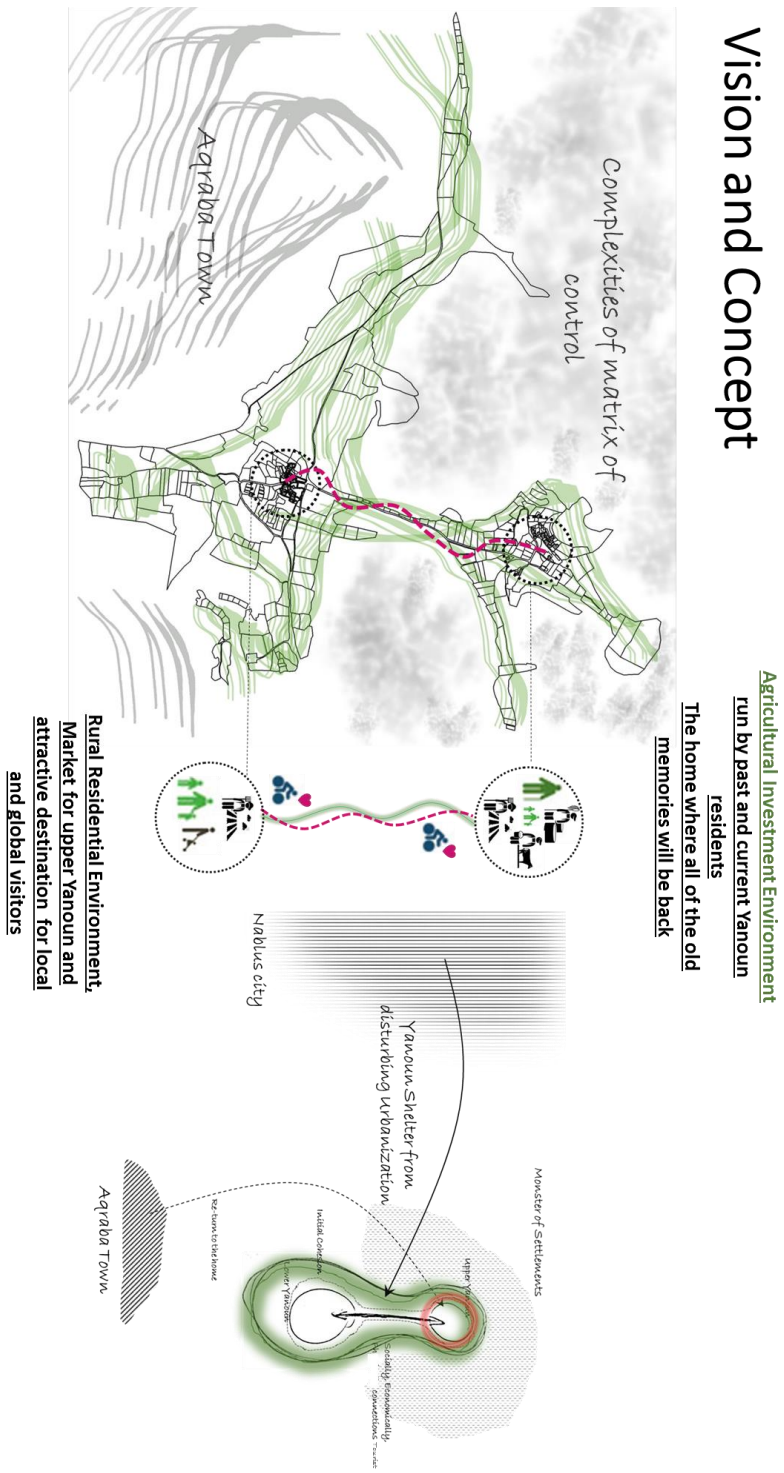 Vision and Concept
Complexities of matrix of
control
Aqraba Town
Agricultural Investment Environment
run by past and current Yanoun
residents
The home where all of the old
memories will be back
Rural Residential Environment,
Market for upper Yanoun and
attractive destination for local
and global visitors
Nablus city
Yanoun Shelter from
disturbing Urbanization
Monster of Settlements
Upper
Initial Cohesion
Lower Yanoun
Socially, Economically,
connections Tourist
Re-turn to the home
Aqraba Town